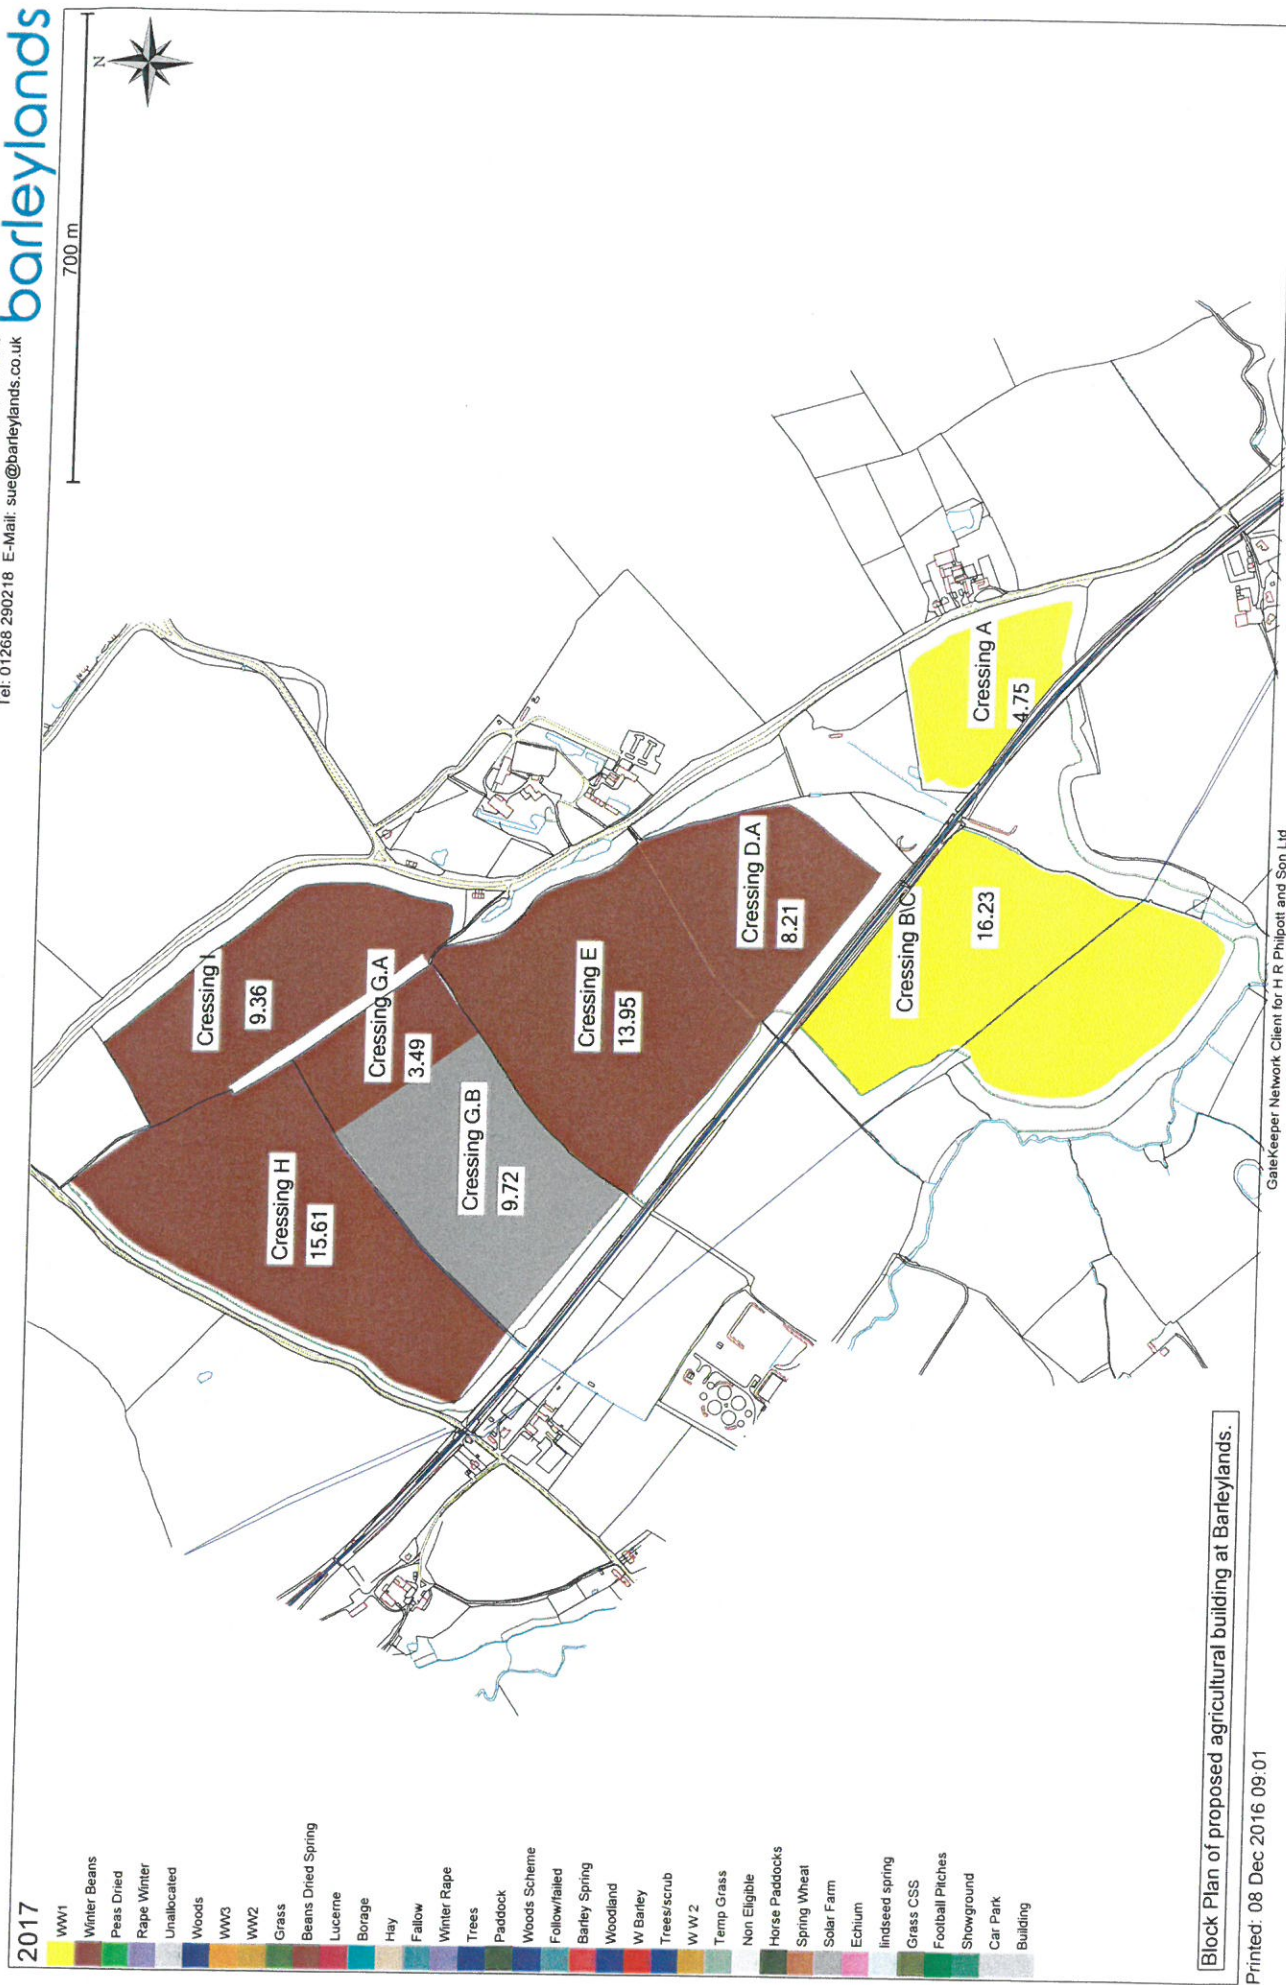 Tel: 01268 290218 E-Mail: sue@barleylands.co.uk
barleylands
2017
700 m
N
WW1
Winter Beans
Peas Dried
Rape Winter
Unallocated
Woods
WW3
WW2
Grass
Beans Dried Spring
Lucerne
Borage
Hay
Fallow
Winter Rape
Trees
Paddock
Woods Scheme
Follow/failed
Barley Spring
Woodland
W Barley
Trees/scrub
W W 2
Temp Grass
Non Eligible
Horse Paddocks
Spring Wheat
Solar Farm
Echium
lindseed spring
Grass CSS
Football Pitches
Showground
Car Park
Building
Cressing I
9.36
Cressing H
15.61
Cressing G.A
3.49
Cressing G.B
9.72
Cressing E
13.95
Cressing D.A
8.21
Cressing A
4.75
Cressing B/C
16.23
Block Plan of proposed agricultural building at Barleylands.
Printed: 08 Dec 2016 09:01
GateKeeper Network Client for H R Philpott and Son Ltd